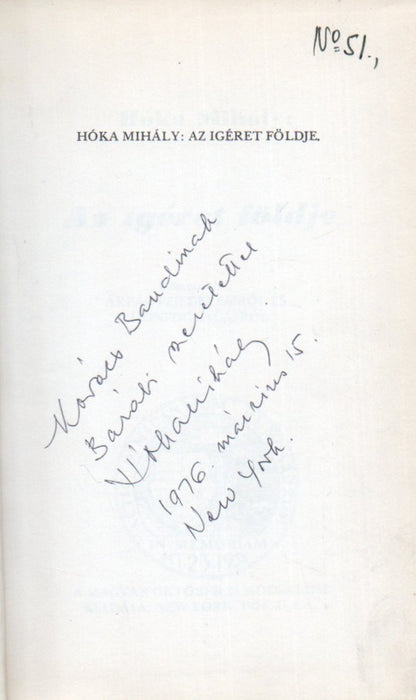 Nº 51.,
HÓKA MIHÁLY: AZ IGÉRET FÖLDJE.
Kovács Bandinak
Baráti szeretettel
Hóka Mihály
1976. március 15.
New York.